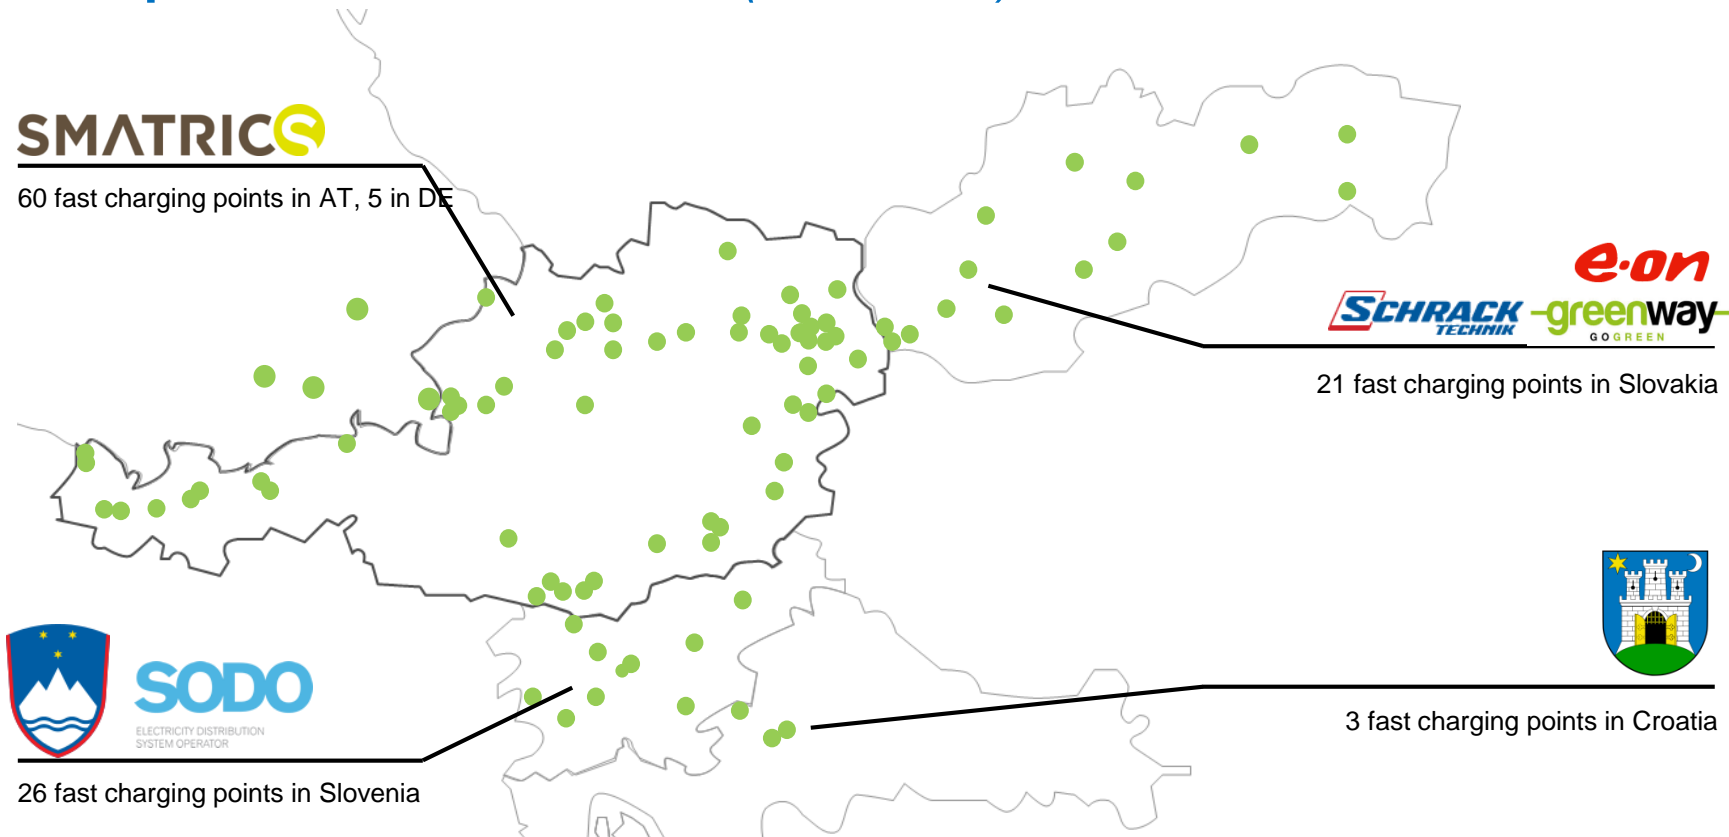 SMATRICS
60 fast charging points in AT, 5 in DE
e·on
SCHRACK
TECHNIK
greenway
GOGREEN
21 fast charging points in Slovakia
SODO
ELECTRICITY DISTRIBUTION
SYSTEM OPERATOR
3 fast charging points in Croatia
26 fast charging points in Slovenia